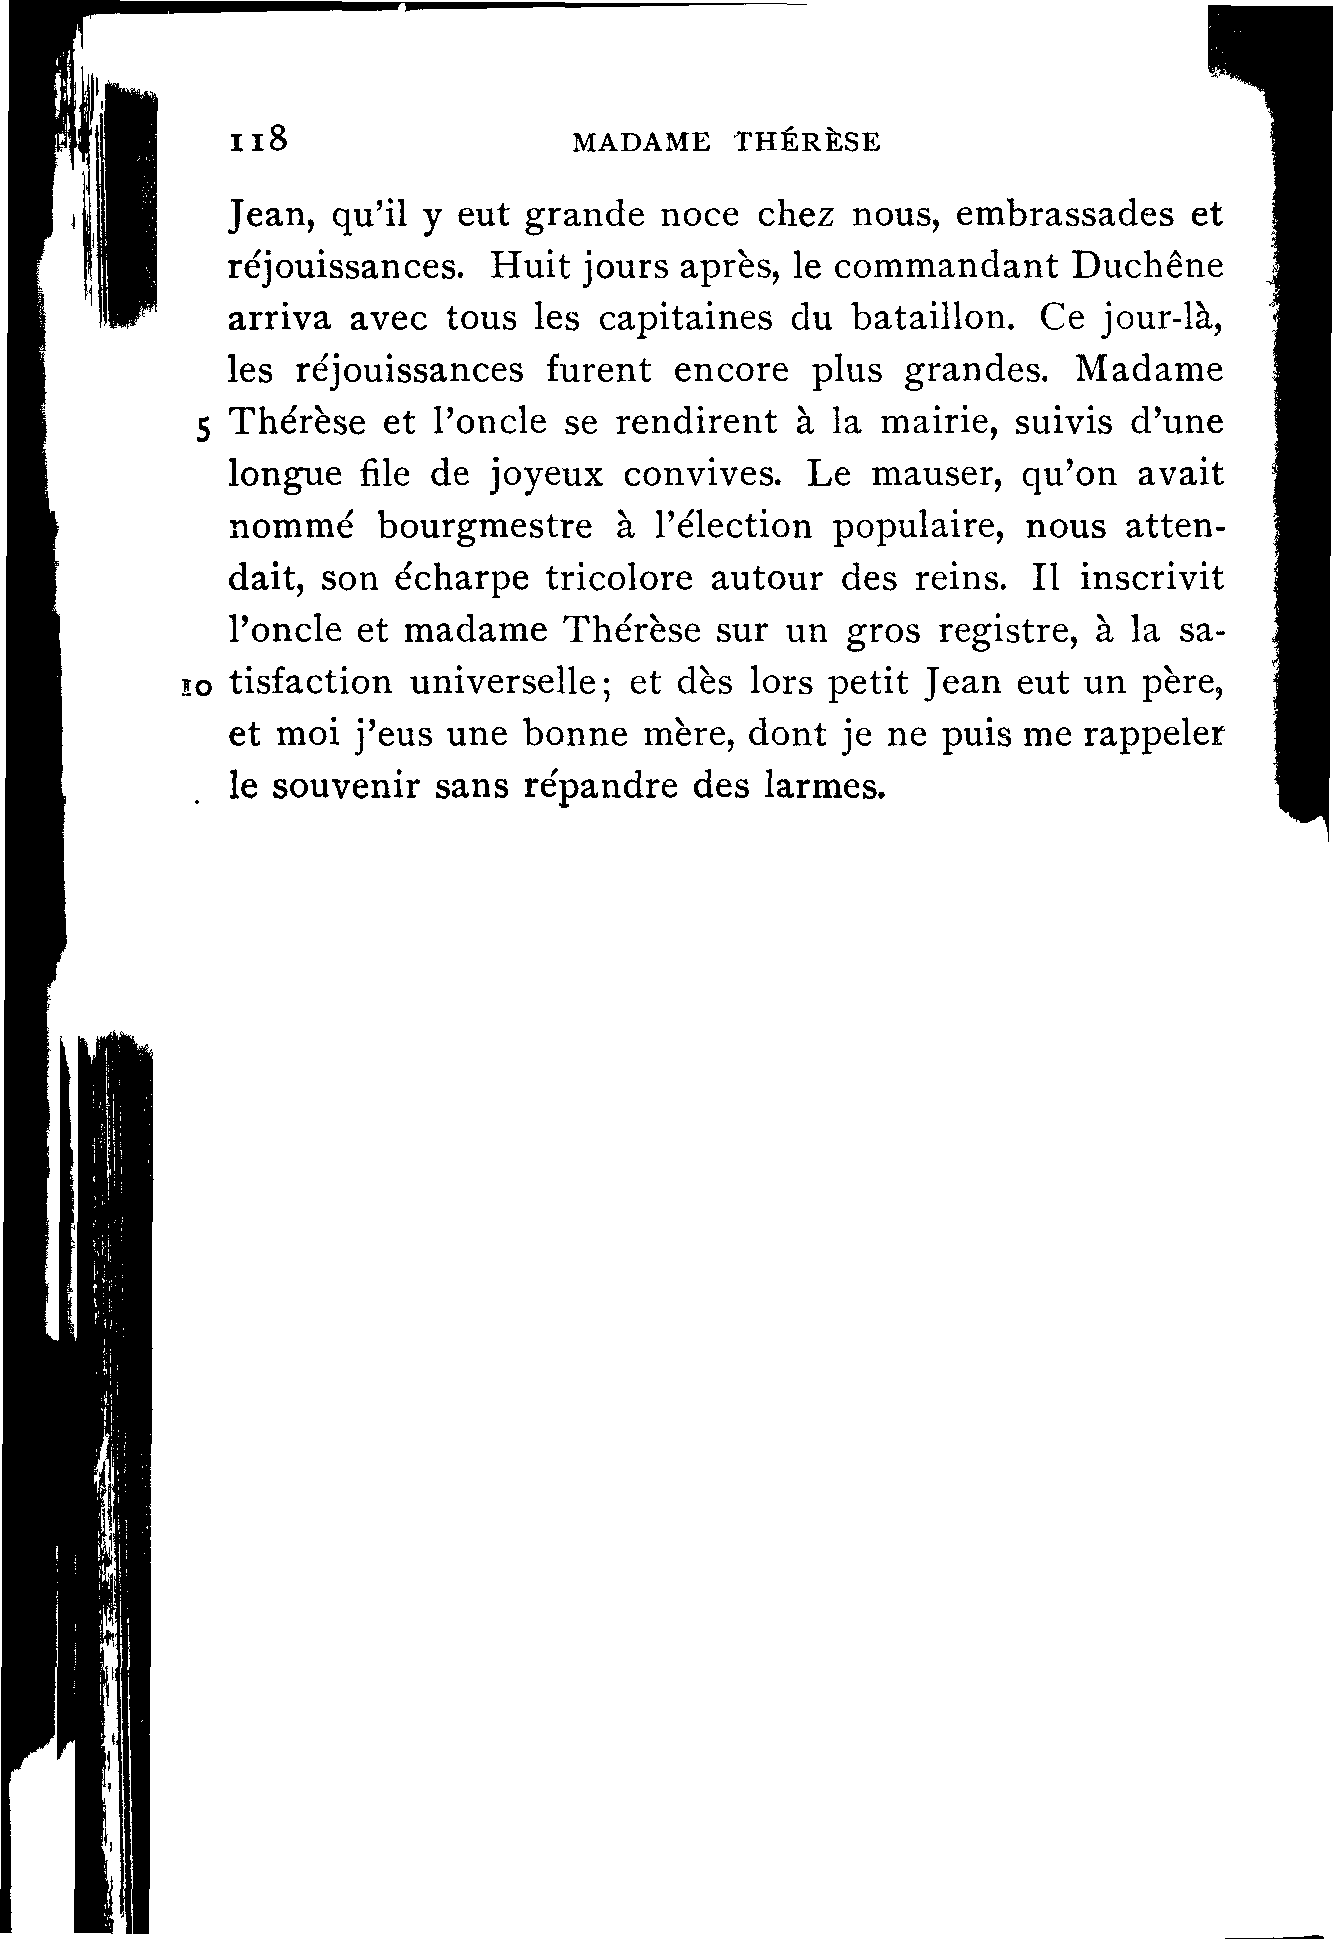 118 MADAME THÉRÈSE
Jean, qu'il y eut grande noce chez nous, embrassades et
réjouissances. Huit jours après, le commandant Duchêne
arriva avec tous les capitaines du bataillon. Ce jour-là,
les réjouissances furent encore plus grandes. Madame
5 Thérèse et l'oncle se rendirent à la mairie, suivis d'une
longue file de joyeux convives. Le mauser, qu'on avait
nommé bourgmestre à l'élection populaire, nous atten-
dait, son écharpe tricolore autour des reins. Il inscrivit
l'oncle et madame Thérèse sur un gros registre, à la sa-
10 tisfaction universelle; et dès lors petit Jean eut un père,
et moi j'eus une bonne mère, dont je ne puis me rappeler
le souvenir sans répandre des larmes.